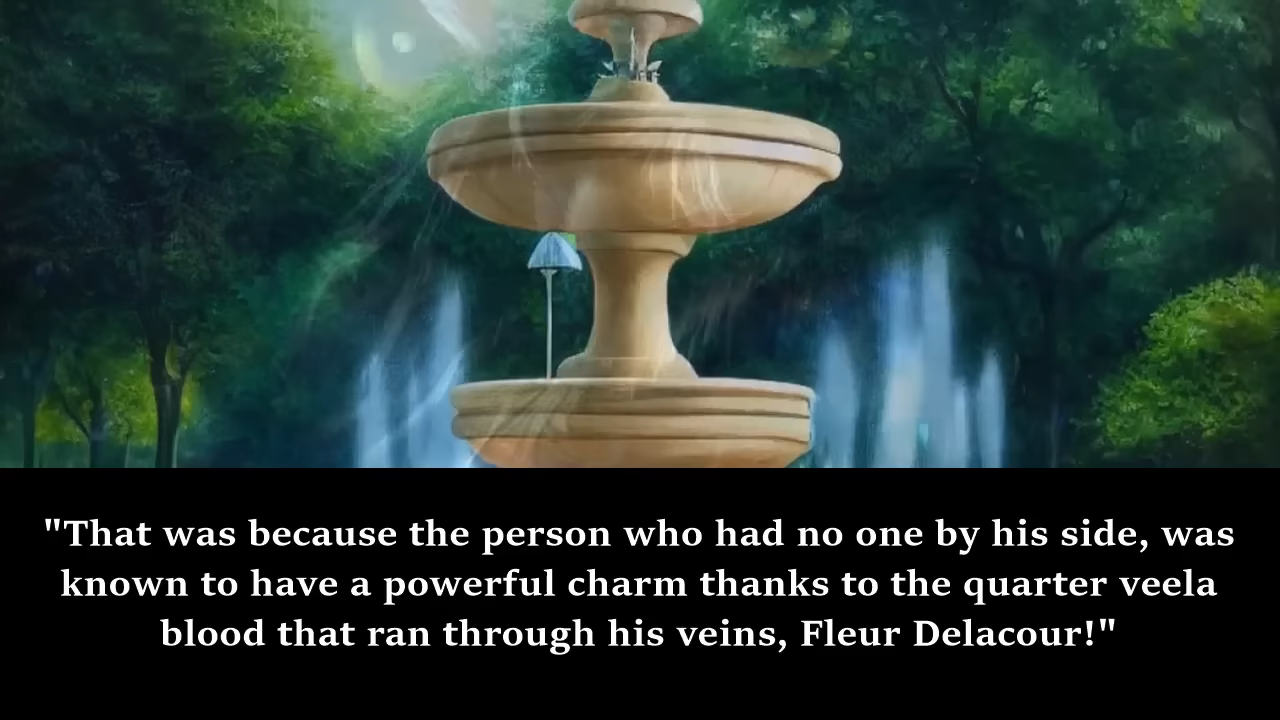 "That was because the person who had no one by his side, was
known to have a powerful charm thanks to the quarter veela
blood that ran through his veins, Fleur Delacour!"